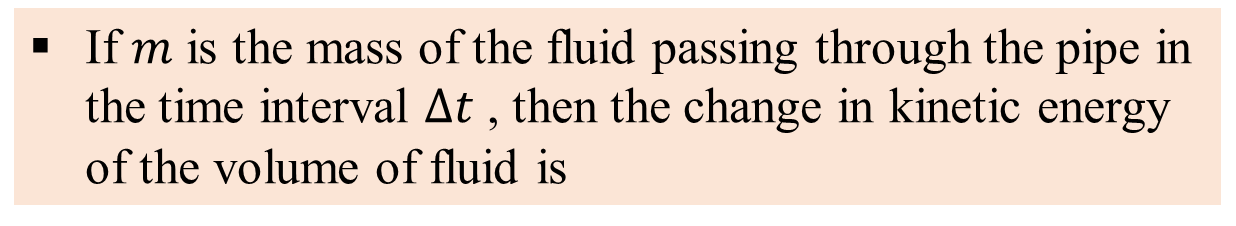 ▪ If 𝑚 is the mass of the fluid passing through the pipe in
the time interval Δ𝑡 , then the change in kinetic energy
of the volume of fluid is